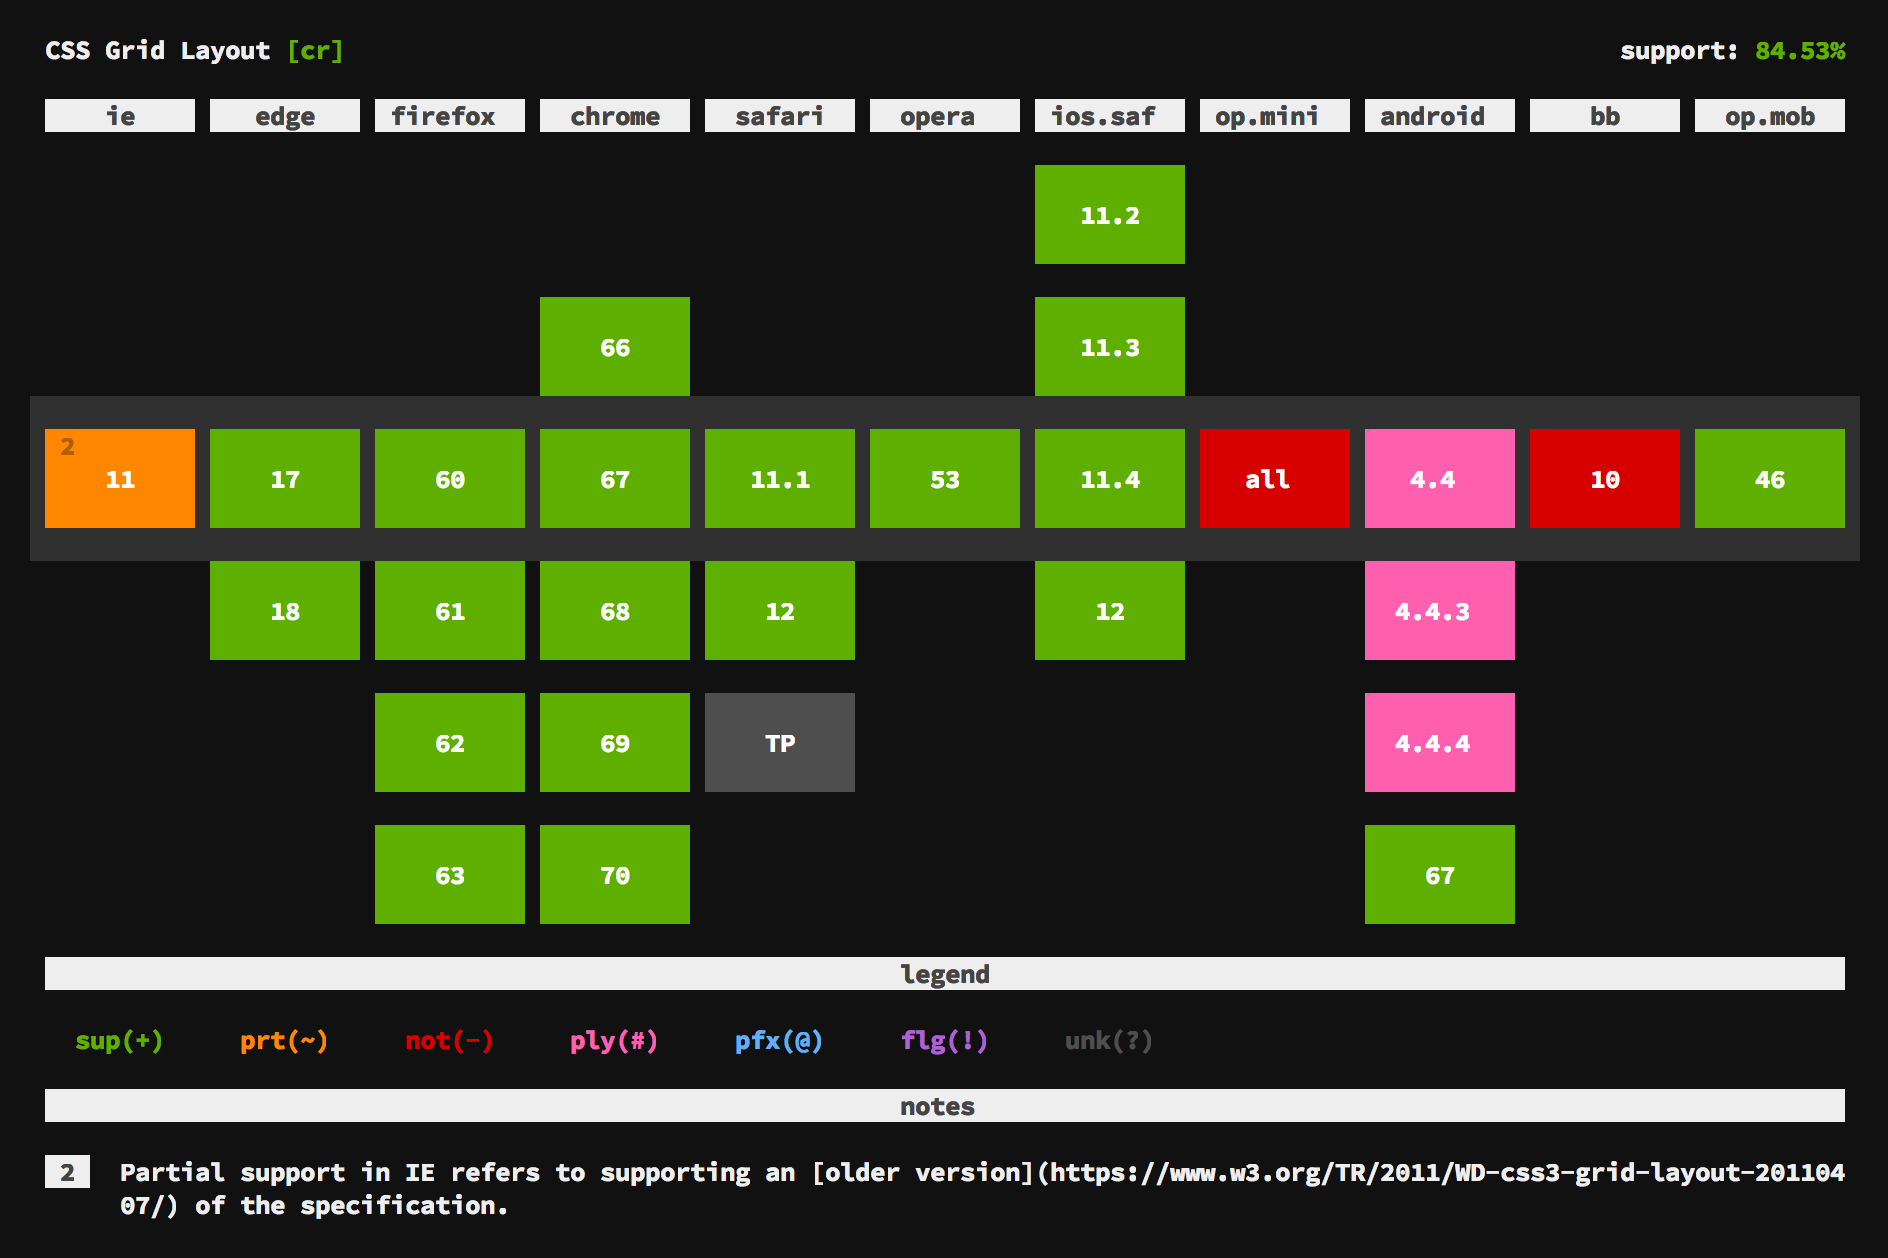 CSS Grid Layout [cr] support: 84.53%
ie edge firefox chrome safari opera ios.saf op.mini android bb op.mob
11.2
66 11.3
2
11 17 60 67 11.1 53 11.4 all 4.4 10 46
18 61 68 12 12 4.4.3
62 69 TP 4.4.4
63 70 67
legend
sup(+) prt(~) not(-) ply(#) pfx(@) flg(!) unk(?)
notes
2 Partial support in IE refers to supporting an [older version](https://www.w3.org/TR/2011/WD-css3-grid-layout-201104
07/) of the specification.